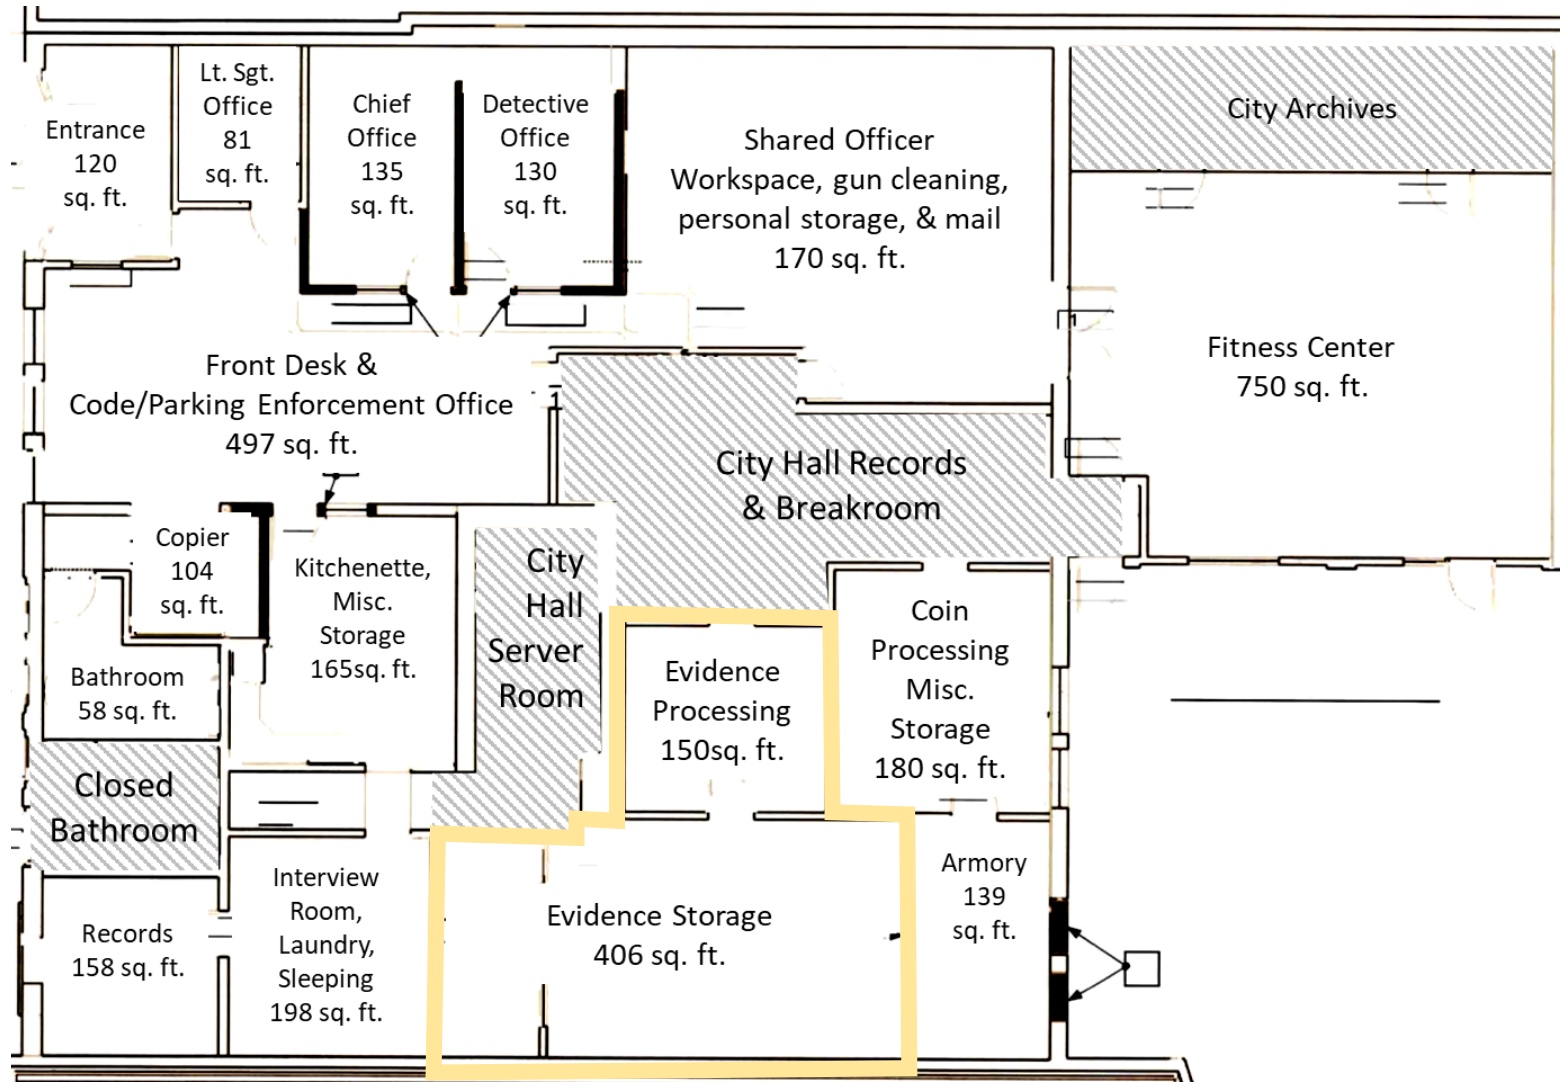 Entrance
120
sq. ft.
Lt. Sgt.
Office
81
sq. ft.
Chief
Office
135
sq. ft.
Detective
Office
130
sq. ft.
Shared Officer
Workspace, gun cleaning,
personal storage, & mail
170 sq. ft.
City Archives
Fitness Center
750 sq. ft.
Front Desk &
Code/Parking Enforcement Office
497 sq. ft.
1
City Hall Records
& Breakroom
Copier
104
sq. ft.
Kitchenette,
Misc.
Storage
165sq. ft.
City
Hall
Server
Room
Bathroom
58 sq. ft.
Evidence
Processing
150sq. ft.
Coin
Processing
Misc.
Storage
180 sq. ft.
Closed
Bathroom
Records
158 sq. ft.
Interview
Room,
Laundry,
Sleeping
198 sq. ft.
Evidence Storage
406 sq. ft.
Armory
139
sq. ft.